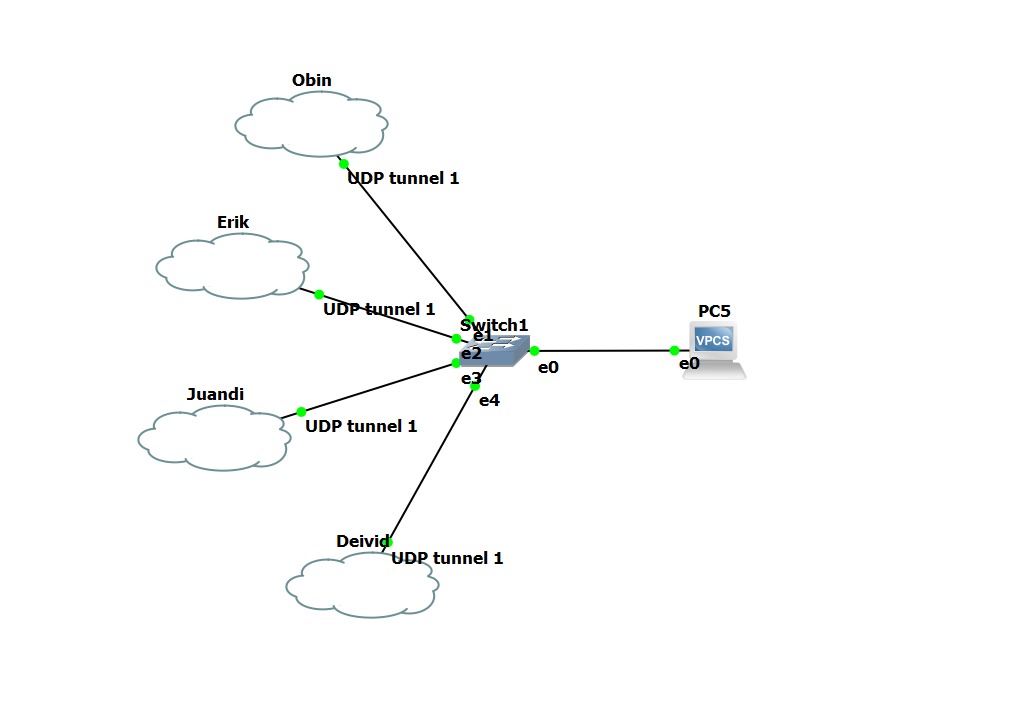 Obin
UDP tunnel 1
Erik
UDP tunnel 1
Switch1
e1
e2
e3
e4
e0
PC5
VPCS
e0
Juandi
UDP tunnel 1
Deivid
UDP tunnel 1